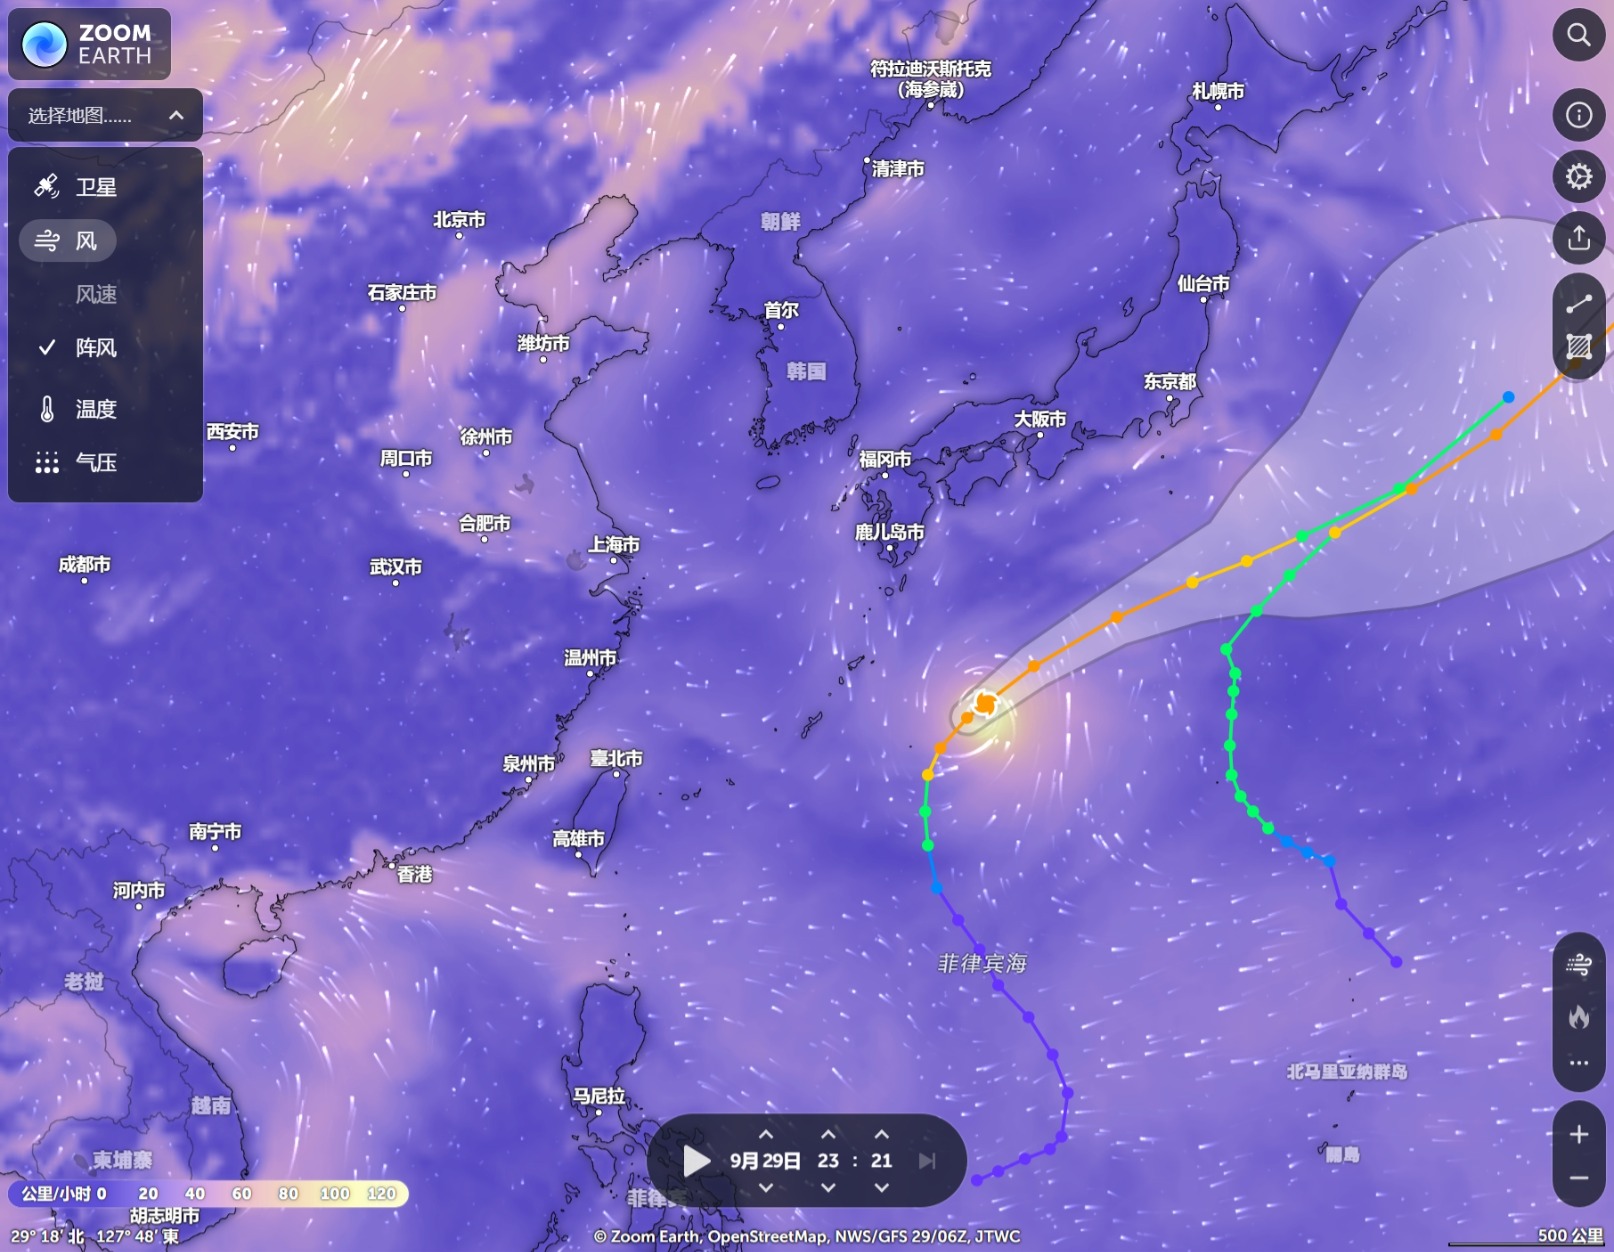 ZOOM
EARTH
选择地图......
卫星
风
风速
阵风
温度
气压
符拉迪沃斯托克
(海参崴)
札幌市
清津市
朝鲜
北京市
仙台市
石家庄市
首尔
潍坊市
韩国
东京都
大阪市
西安市
徐州市
周口市
福冈市
合肥市
鹿儿岛市
上海市
成都市
武汉市
温州市
泉州市
臺北市
南宁市
高雄市
香港
河内市
菲律宾海
老挝
北马里亚纳群岛
马尼拉
越南
關島
柬埔寨
9月29日 23 : 21
公里/小时 0 20 40 60 80 100 120
菲律宾
胡志明市
29° 18′ 北 127° 48′ 東
© Zoom Earth, OpenStreetMap, NWS/GFS 29/06Z, JTWC
500 公里